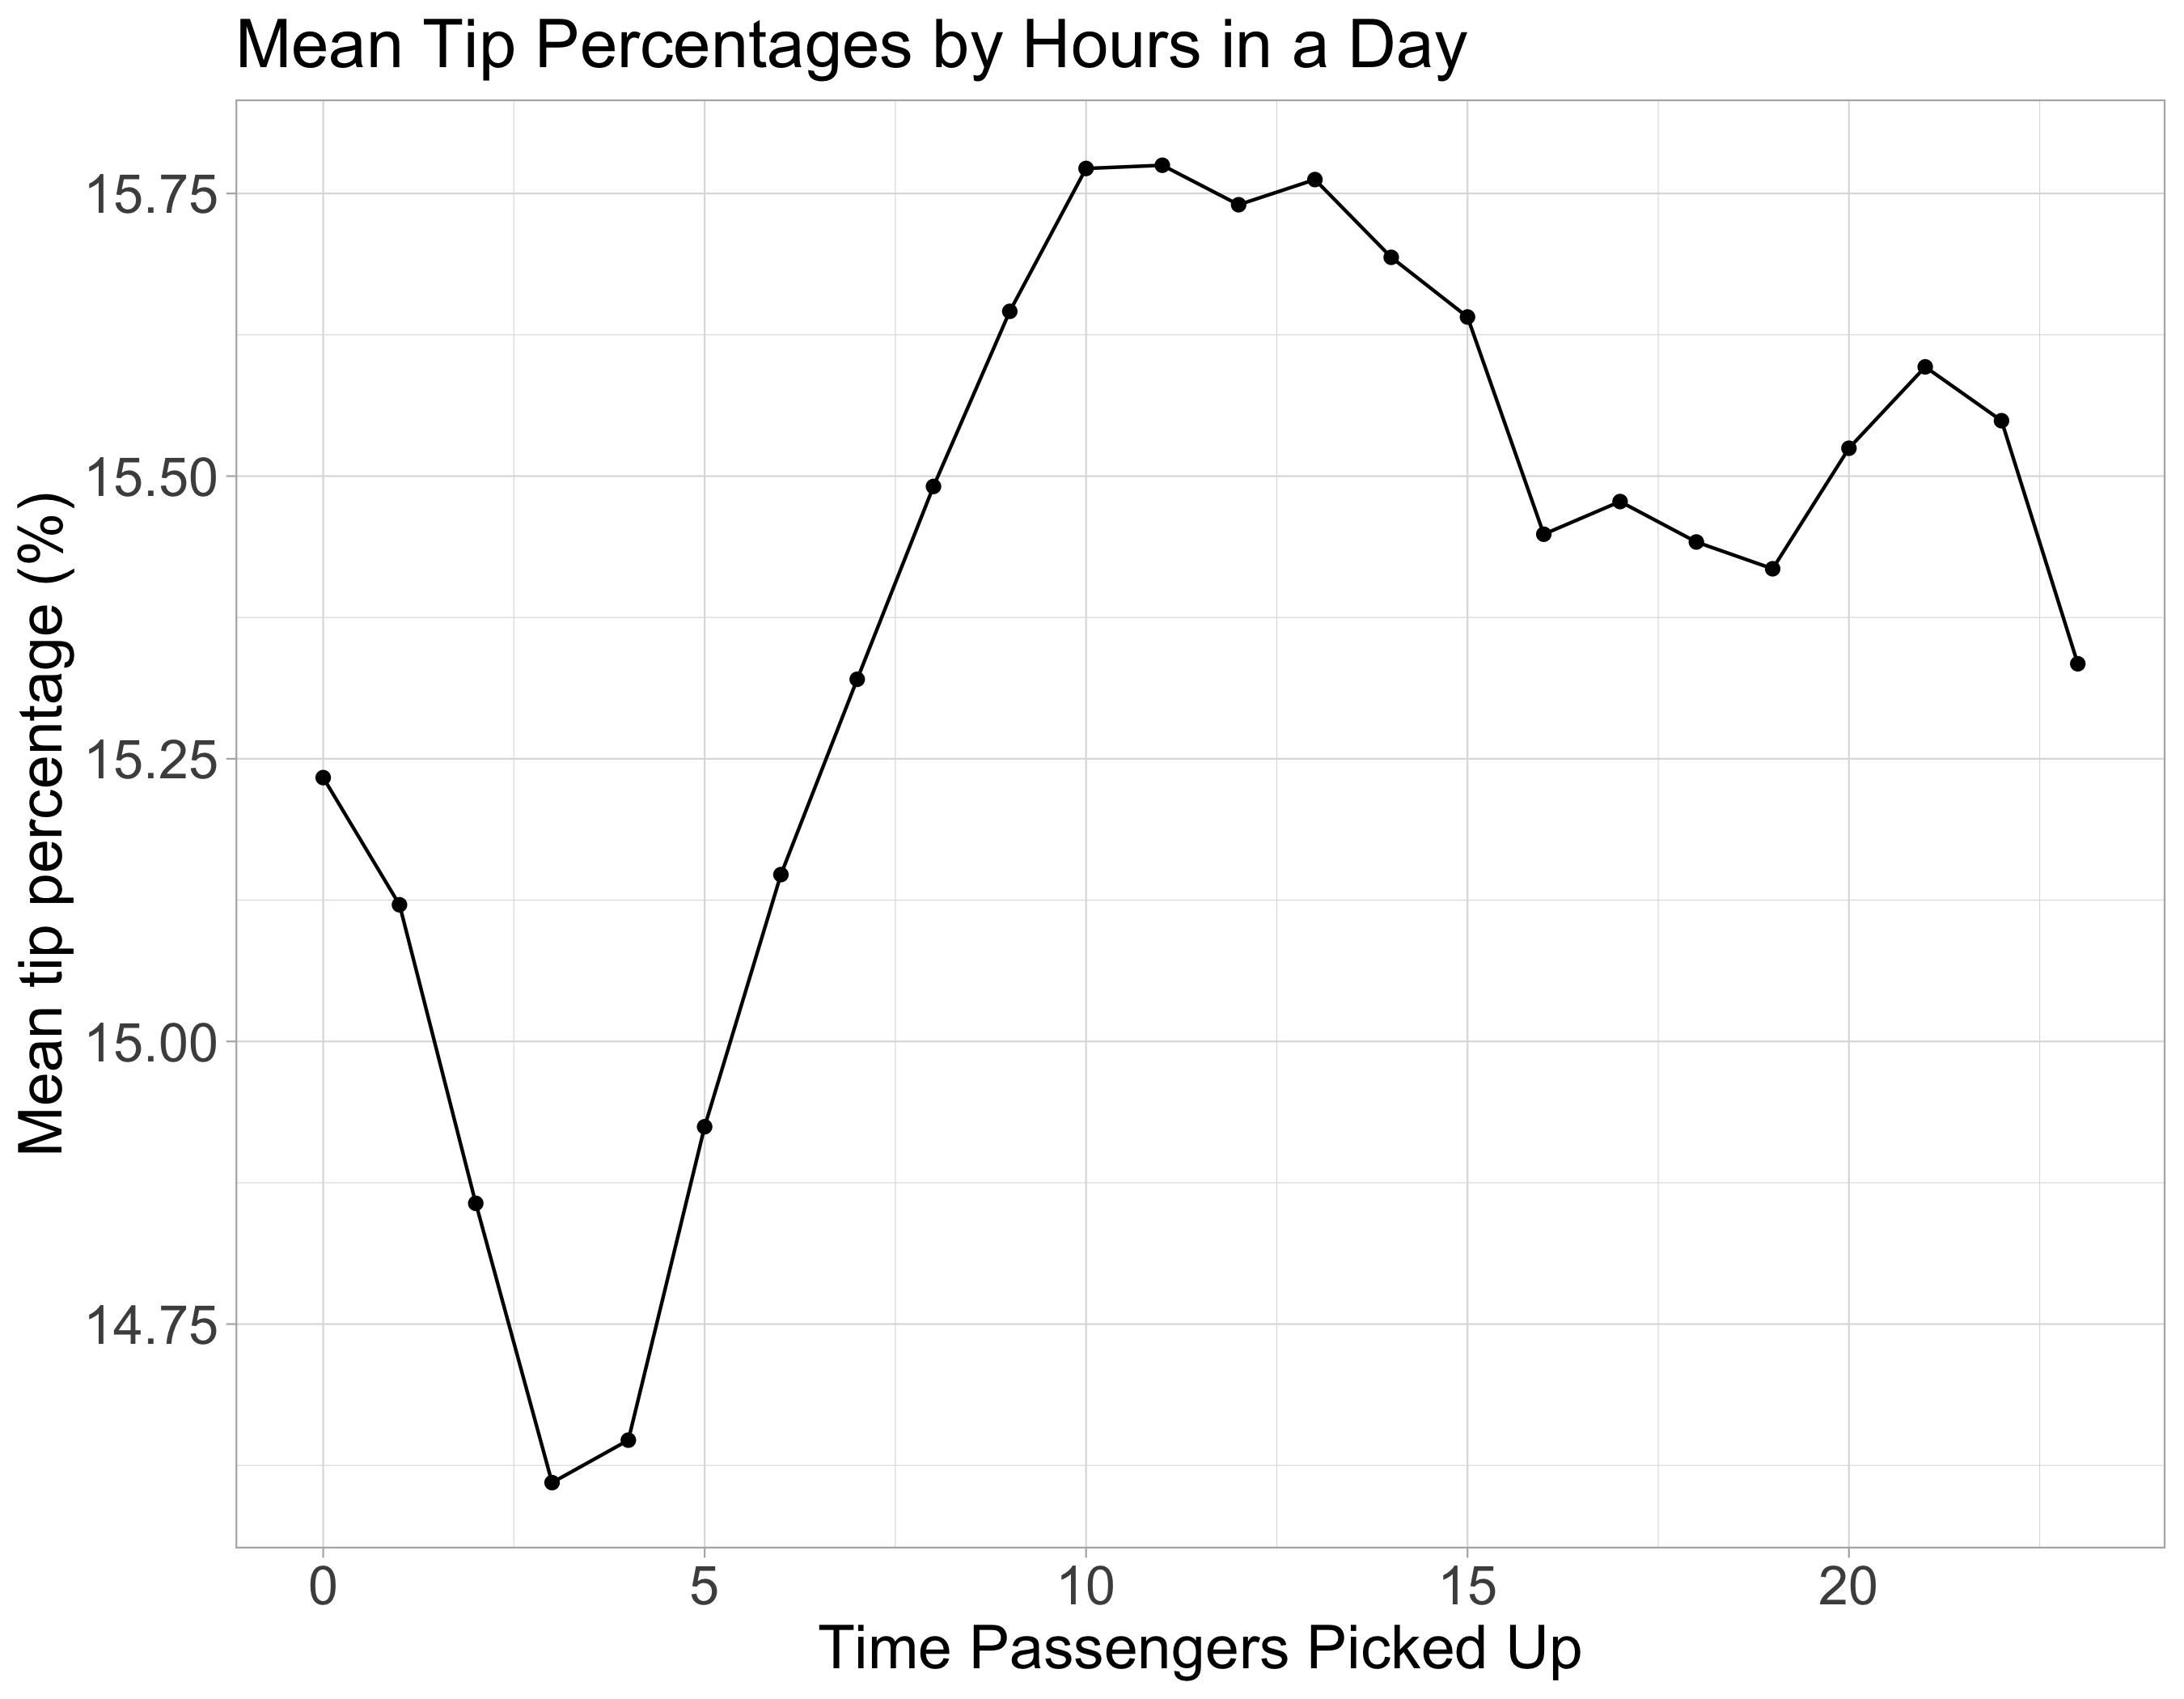 Mean Tip Percentages by Hours in a Day
Mean tip percentage (%)
15.75
15.50
15.25
15.00
14.75
0 5 10 15 20
Time Passengers Picked Up